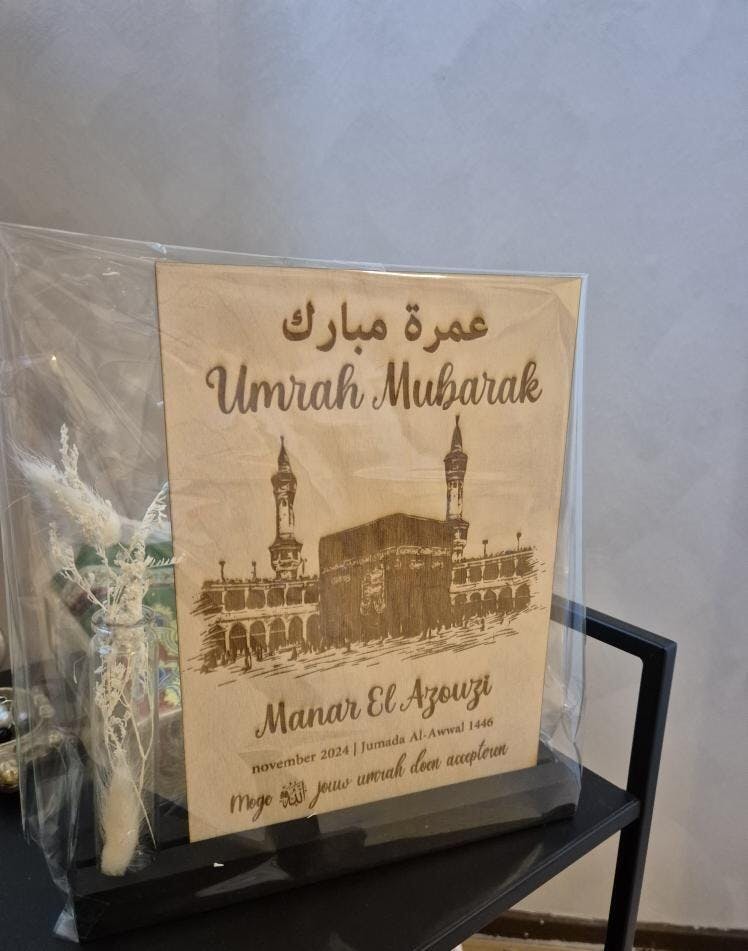 عمرة مبارك
Umrah Mubarak
Manar El Azouzi
november 2024 | Jumada Al-Awwal 1446
Moge الله jouw umrah doen accepteren